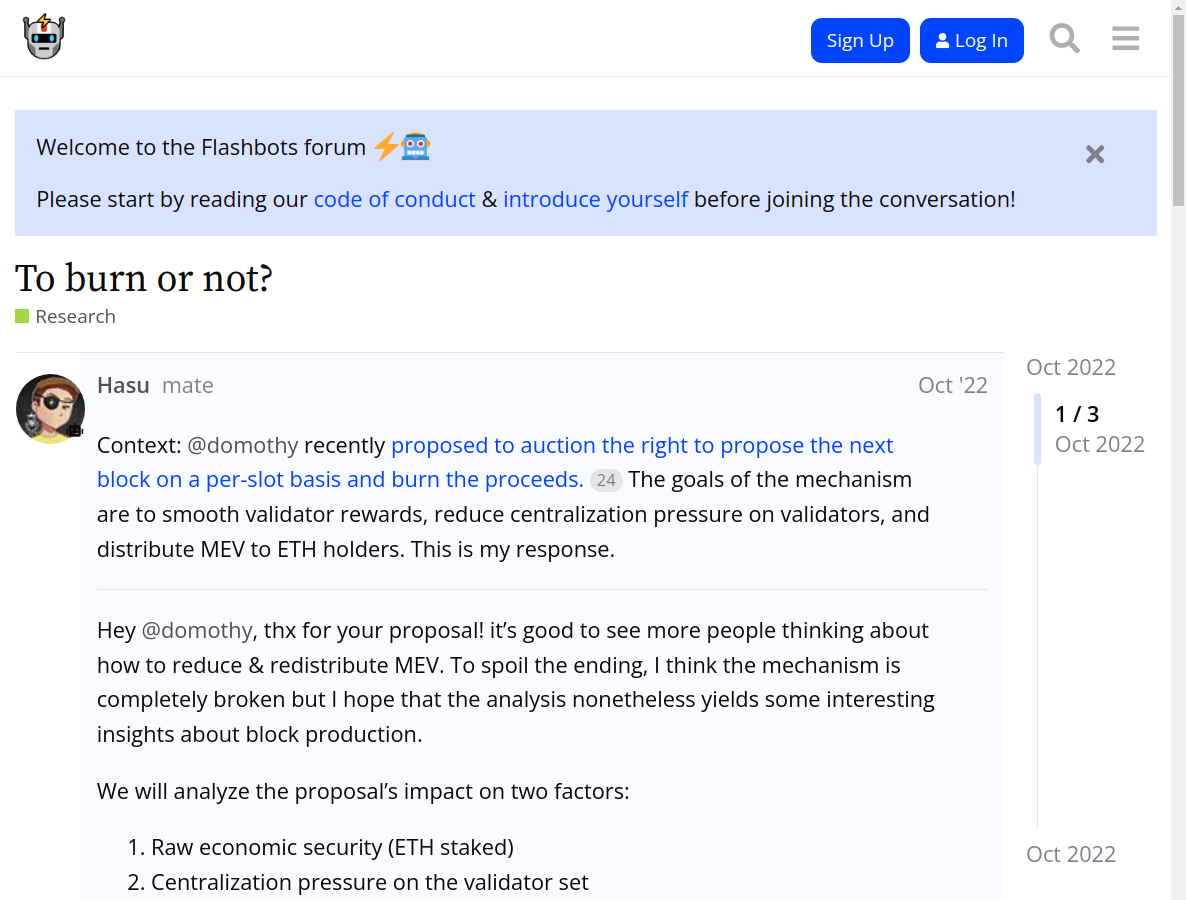 Sign Up
Log In
Welcome to the Flashbots forum
Please start by reading our code of conduct & introduce yourself before joining the conversation!
To burn or not?
Research
Hasu mate Oct '22
Context: @domothy recently proposed to auction the right to propose the next
block on a per-slot basis and burn the proceeds. 24 The goals of the mechanism
are to smooth validator rewards, reduce centralization pressure on validators, and
distribute MEV to ETH holders. This is my response.
Hey @domothy, thx for your proposal! it’s good to see more people thinking about
how to reduce & redistribute MEV. To spoil the ending, I think the mechanism is
completely broken but I hope that the analysis nonetheless yields some interesting
insights about block production.
We will analyze the proposal’s impact on two factors:
1. Raw economic security (ETH staked)
2. Centralization pressure on the validator set
Oct 2022
1 / 3
Oct 2022
Oct 2022